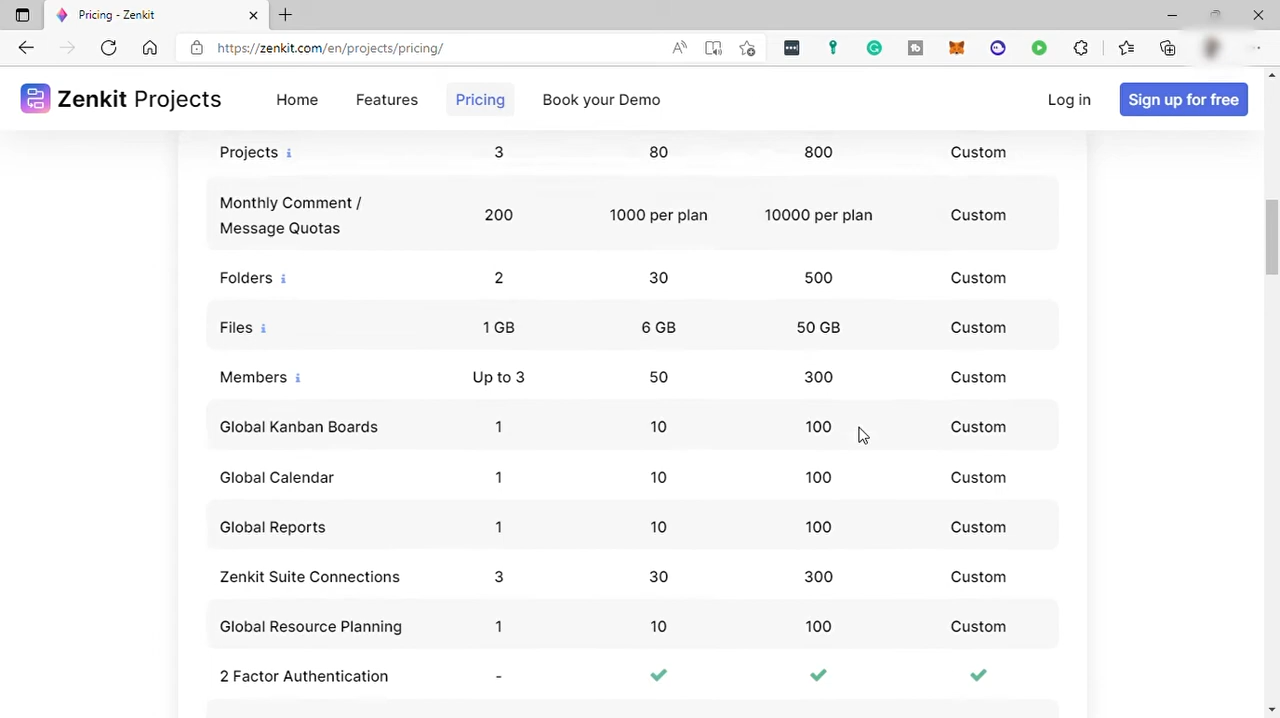 Pricing - Zenkit
https://zenkit.com/en/projects/pricing/
Zenkit Projects Home Features Pricing Book your Demo Log in Sign up for free
Projects i 3 80 800 Custom
Monthly Comment /
Message Quotas 200 1000 per plan 10000 per plan Custom
Folders i 2 30 500 Custom
Files i 1 GB 6 GB 50 GB Custom
Members i Up to 3 50 300 Custom
Global Kanban Boards 1 10 100 Custom
Global Calendar 1 10 100 Custom
Global Reports 1 10 100 Custom
Zenkit Suite Connections 3 30 300 Custom
Global Resource Planning 1 10 100 Custom
2 Factor Authentication -